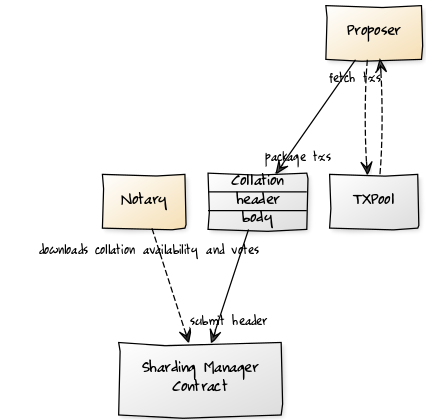 Proposer
fetch txs
package txs
Collation
header
body
TXPool
Notary
downloads collation availability and votes
submit header
Sharding Manager
Contract